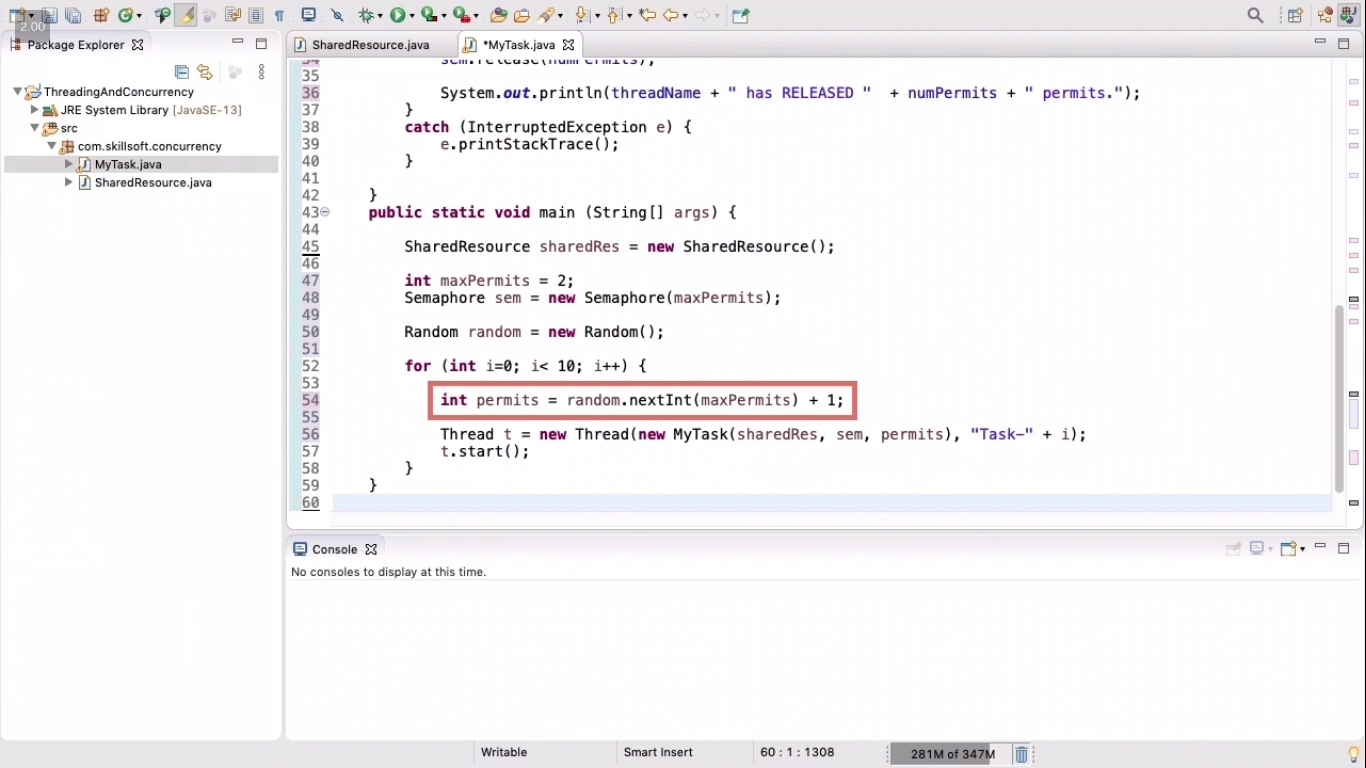 2.00
Package Explorer
SharedResource.java
*MyTask.java
ThreadingAndConcurrency
JRE System Library [JavaSE-13]
src
com.skillsoft.concurrency
MyTask.java
SharedResource.java
34 sem.release(numPermits);
35
36 System.out.println(threadName + " has RELEASED " + numPermits + " permits.");
37 }
38 catch (InterruptedException e) {
39 e.printStackTrace();
40 }
41
42 }
43 public static void main (String[] args) {
44
45 SharedResource sharedRes = new SharedResource();
46
47 int maxPermits = 2;
48 Semaphore sem = new Semaphore(maxPermits);
49
50 Random random = new Random();
51
52 for (int i=0; i< 10; i++) {
53
54 int permits = random.nextInt(maxPermits) + 1;
55
56 Thread t = new Thread(new MyTask(sharedRes, sem, permits), "Task-" + i);
57 t.start();
58 }
59 }
60
Console
No consoles to display at this time.
Writable
Smart Insert
60 : 1 : 1308
281M of 347M